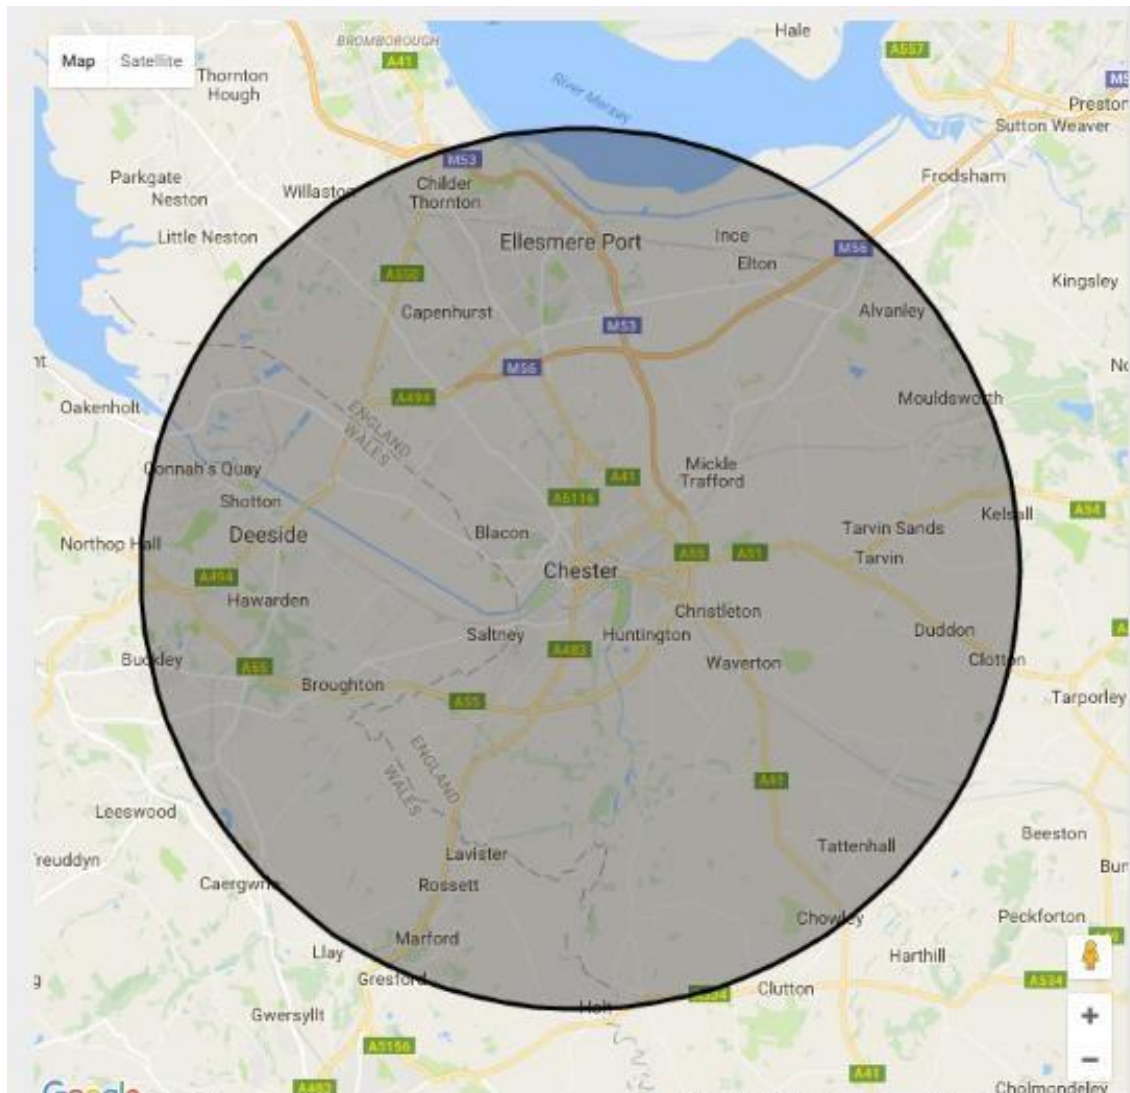 Hale
BROMBOROUGH
A41
A557
Map
Satellite
Thornton
Hough
River Mersey
Sutton Weaver
M53
Parkgate
Neston
Childer
Thornton
Frodsham
Little Neston
Ellesmere Port
Ince
M56
Elton
A550
Kingsley
Capenhurst
Alvanley
M53
M56
A494
Mouldsworth
Oakenholt
ENGLAND
WALES
Connah's Quay
Mickle
Trafford
A41
Shotton
A5116
Kelsall
A54
Deeside
Blacon
Tarvin Sands
Northop Hall
A55
A51
Tarvin
Chester
A494
Hawarden
Christleton
Saltney
Huntington
Duddon
A483
Buckley
A55
Waverton
Clotton
Broughton
A55
Tarporley
ENGLAND
WALES
A41
Leeswood
Beeston
Tattenhall
Lavister
Rossett
Chowley
Peckforton
Marford
Llay
Harthill
Gresford
A534
A534
Clutton
Holt
Gwersyllt
A5156
A41
A483
Google
Cholmondeley